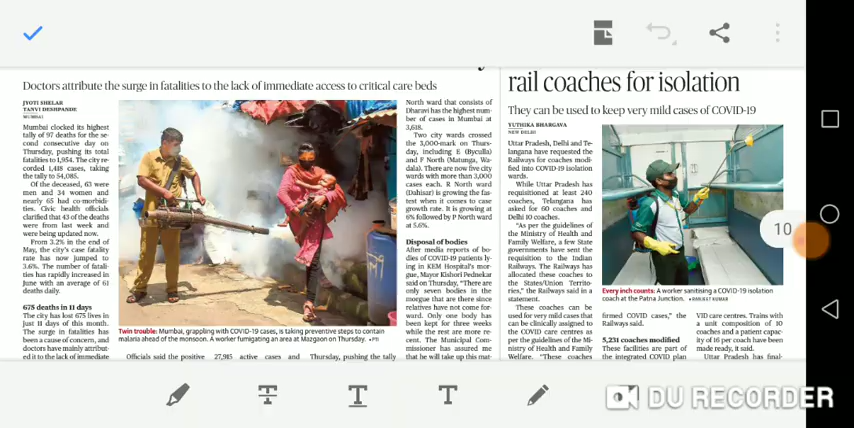 Doctors attribute the surge in fatalities to the lack of immediate access to critical care beds
JYOTI SHELAR
TANVI DESHPANDE
MUMBAI
Mumbai clocked its highest
tally of 97 deaths for the
second consecutive day on
Thursday, pushing its total
fatalities to 1,954. The city re-
corded 1,418 cases, taking
the tally to 54,085.
Of the deceased, 63 were
men and 34 women and
nearly 65 had co-morbidi-
ties. Civic health officials
clarified that 43 of the deaths
were from last week and
were being updated now.
From 3.2% in the end of
May, the city's case fatality
rate has now jumped to
3.6%. The number of fatali-
ties has rapidly increased in
June with an average of 61
deaths daily.
675 deaths in 11 days
The city has lost 675 lives in
just 11 days of this month.
The surge in fatalities has
been a cause of concern, and
doctors have mainly attribut-
ed it to the lack of immediate
Twin trouble: Mumbai, grappling with COVID-19 cases, is taking preventive steps to contain
malaria ahead of the monsoon. A worker fumigating an area at Mazgaon on Thursday. •PTI
Officials said the positive
27,915 active cases and
Thursday, pushing the tally
North ward that consists of
Dharavi has the highest num-
ber of cases in Mumbai at
3,618.
Two city wards crossed
the 3,000-mark on Thurs-
day, including E (Byculla)
and F North (Matunga, Wa-
dala). There are now five city
wards with more than 3,000
cases each. R North ward
(Dahisar) is growing the fas-
test when it comes to case
growth rate. It is growing at
6% followed by P North ward
at 5.6%.
Disposal of bodies
After media reports of bo-
dies of COVID-19 patients ly-
ing in KEM Hospital's mor-
gue, Mayor Kishori Pednekar
said on Thursday, "There are
only seven bodies in the
morgue that are there since
relatives have not come for-
ward. Only one body has
been kept for three weeks
while the rest are more re-
cent. The Municipal Com-
missioner has assured me
that he will take up this mat-
rail coaches for isolation
They can be used to keep very mild cases of COVID-19
YUTHIKA BHARGAVA
NEW DELHI
Uttar Pradesh, Delhi and Te-
langana have requested the
Railways for coaches modi-
fied into COVID-19 isolation
wards.
While Uttar Pradesh has
requisitioned at least 240
coaches, Telangana has
asked for 60 coaches and
Delhi 10 coaches.
"As per the guidelines of
the Ministry of Health and
Family Welfare, a few State
governments have sent the
requisition to the Indian
Railways. The Railways has
allocated these coaches to
the States/Union Territo-
ries," the Railways said in a
statement.
These coaches can be
used for very mild cases that
can be clinically assigned to
the COVID care centres as
per the guidelines of the Mi-
nistry of Health and Family
Welfare. "These coaches
Every inch counts: A worker sanitising a COVID-19 isolation
coach at the Patna Junction. •RANJEET KUMAR
firmed COVID cases," the
Railways said.
5,231 coaches modified
These facilities are part of
the integrated COVID plan
VID care centres. Trains with
a unit composition of 10
coaches and a patient capac-
ity of 16 per coach have been
made ready, it said.
Uttar Pradesh has final-
10
T
T
T
DU RECORDER